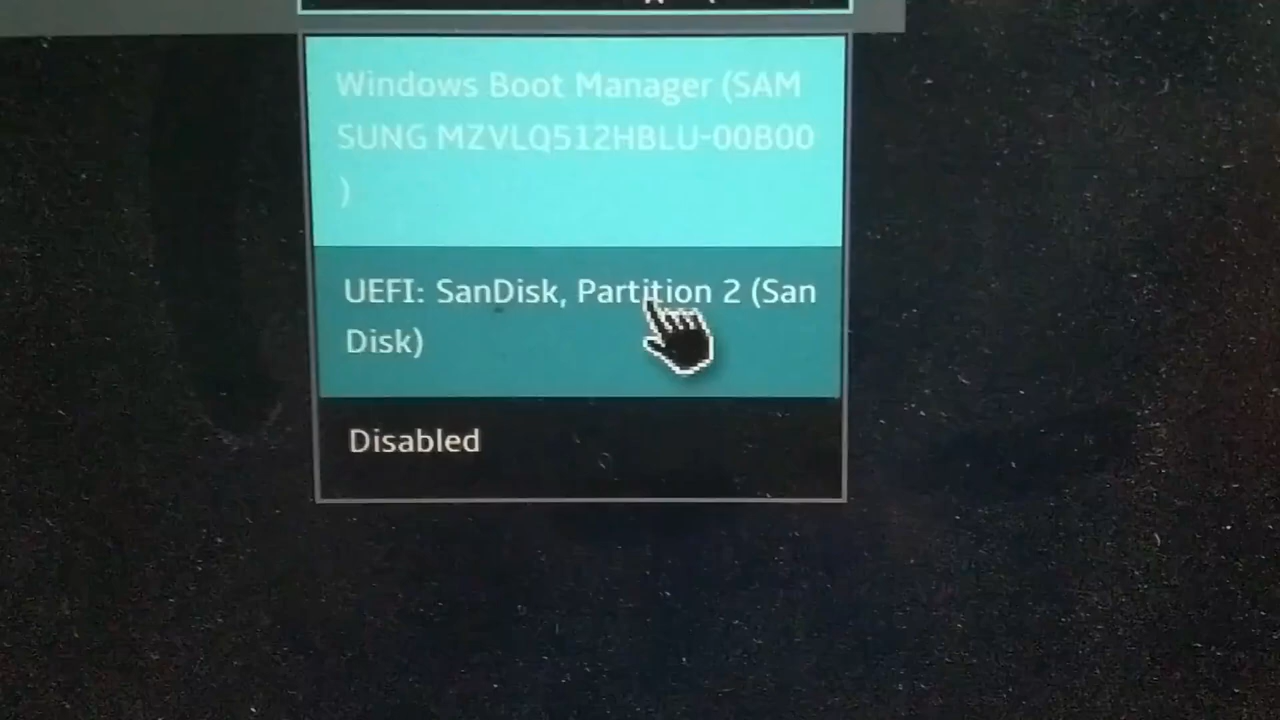 Windows Boot Manager (SAM
SUNG MZVLQ512HBLU-00B00
)
UEFI: SanDisk, Partition 2 (San
Disk)
Disabled